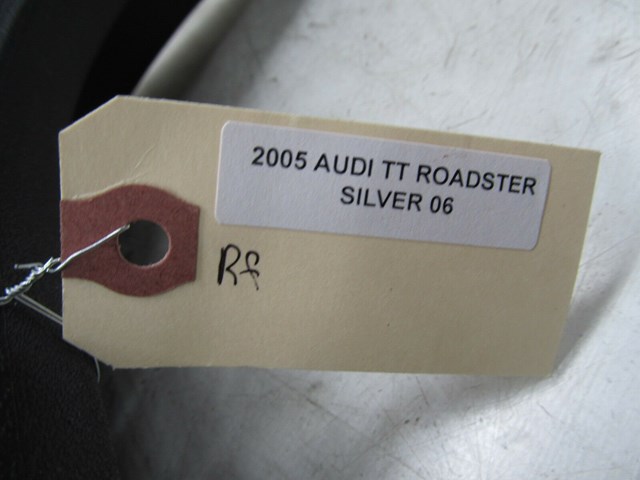 2005 AUDI TT ROADSTER
SILVER 06
Rf